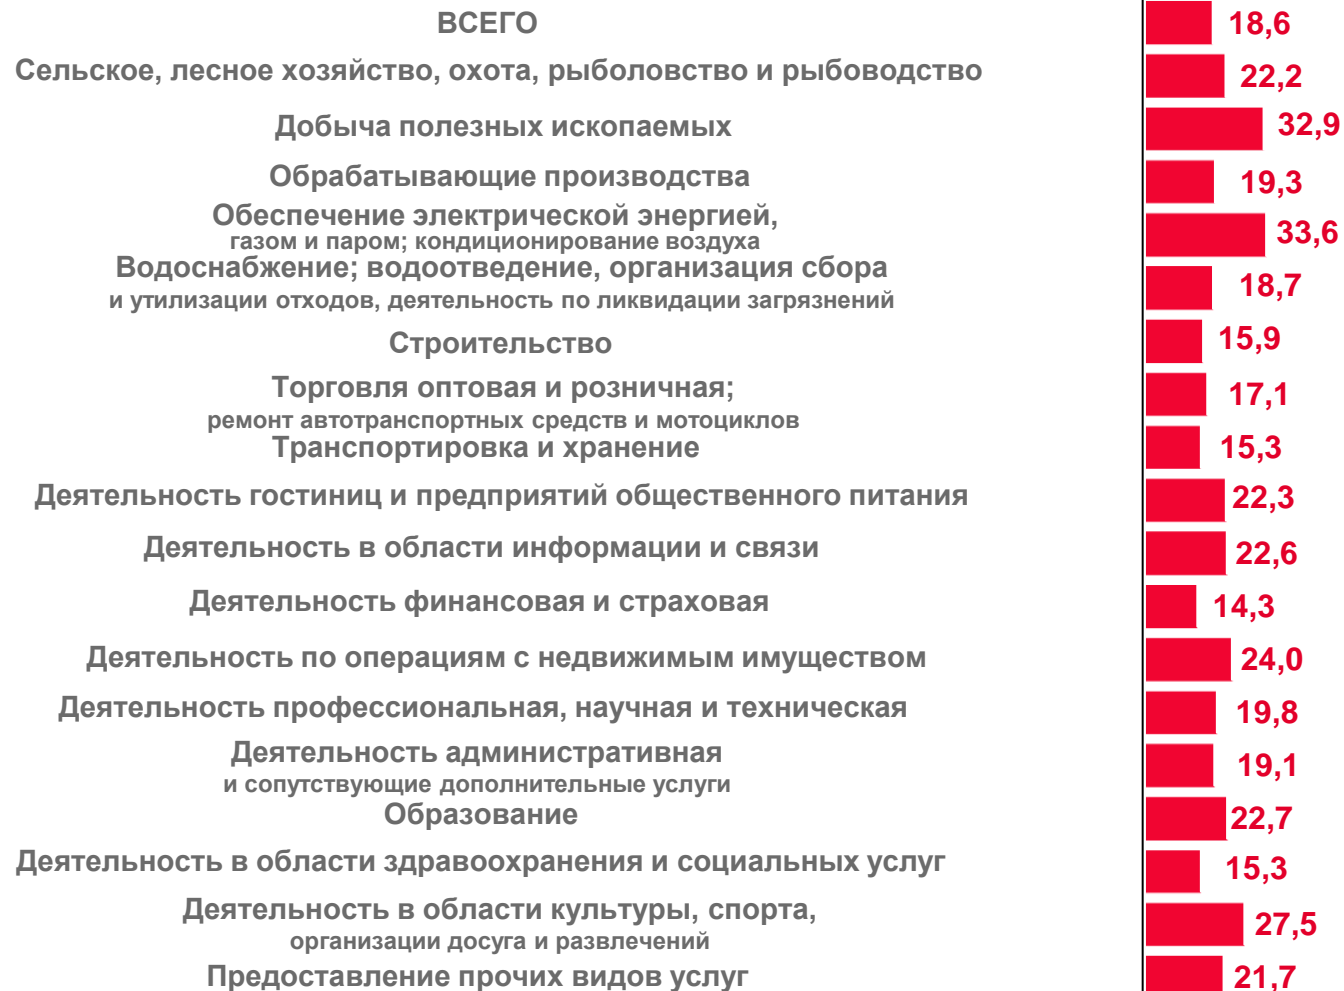 ВСЕГО 18,6
Сельское, лесное хозяйство, охота, рыболовство и рыбоводство 22,2
Добыча полезных ископаемых 32,9
Обрабатывающие производства 19,3
Обеспечение электрической энергией,
газом и паром; кондиционирование воздуха 33,6
Водоснабжение; водоотведение, организация сбора
и утилизации отходов, деятельность по ликвидации загрязнений 18,7
Строительство 15,9
Торговля оптовая и розничная;
ремонт автотранспортных средств и мотоциклов 17,1
Транспортировка и хранение 15,3
Деятельность гостиниц и предприятий общественного питания 22,3
Деятельность в области информации и связи 22,6
Деятельность финансовая и страховая 14,3
Деятельность по операциям с недвижимым имуществом 24,0
Деятельность профессиональная, научная и техническая 19,8
Деятельность административная
и сопутствующие дополнительные услуги 19,1
Образование 22,7
Деятельность в области здравоохранения и социальных услуг 15,3
Деятельность в области культуры, спорта,
организации досуга и развлечений 27,5
Предоставление прочих видов услуг 21,7